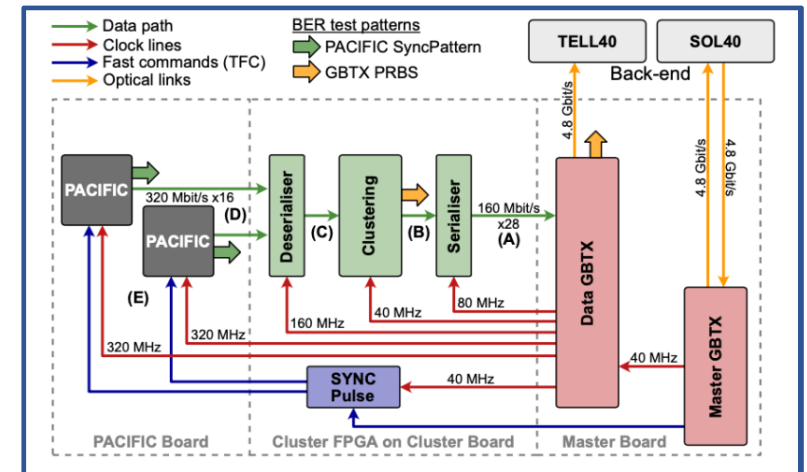 Data path
Clock lines
Fast commands (TFC)
Optical links
BER test patterns
PACIFIC SyncPattern
GBTX PRBS
TELL40
SOL40
Back-end
4.8 Gbit/s
4.8 Gbit/s
4.8 Gbit/s
PACIFIC
320 Mbit/s x16
(D)
PACIFIC
(E)
Deserialiser
(C)
Clustering
(B)
Serialiser
160 Mbit/s
x28
(A)
Data GBTX
Master GBTX
80 MHz
40 MHz
160 MHz
320 MHz
320 MHz
40 MHz
40 MHz
SYNC
Pulse
PACIFIC Board
Cluster FPGA on Cluster Board
Master Board